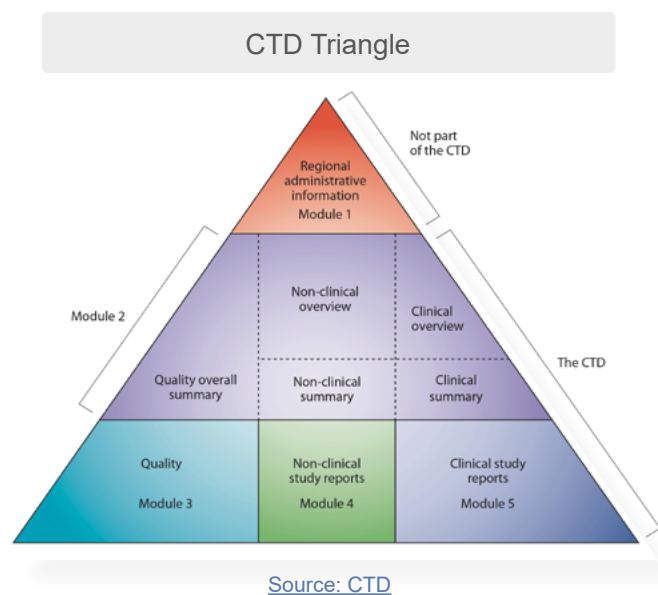 CTD Triangle
Not part
of the CTD
Regional
administrative
information
Module 1
Module 2
Non-clinical
overview
Clinical
overview
The CTD
Quality overall
summary
Non-clinical
summary
Clinical
summary
Quality
Module 3
Non-clinical
study reports
Module 4
Clinical study
reports
Module 5
Source: CTD